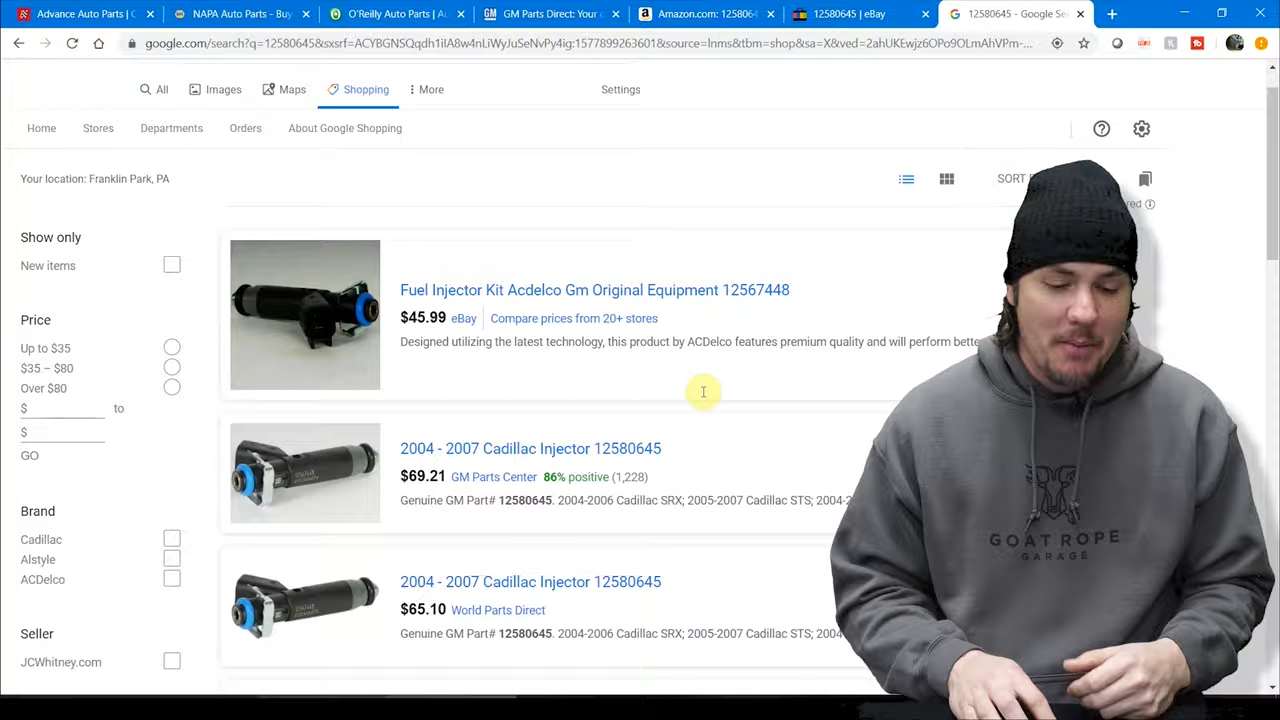 Advance Auto Parts | C
NAPA Auto Parts - Buy
O'Reilly Auto Parts | Au
GM Parts Direct: Your o
Amazon.com: 1258064
12580645 | eBay
12580645 - Google Sea
google.com/search?q=12580645&sxsrf=ACYBGNSQqdh1iIA8w4nLiWyJuSeNvPy4ig:1577899263601&source=lnms&tbm=shop&sa=X&ved=2ahUKEwjz6OPo9OLmAhVPm-...
All
Images
Maps
Shopping
More
Settings
Home
Stores
Departments
Orders
About Google Shopping
Your location: Franklin Park, PA
SORT
red
Show only
New items
Price
Up to $35
$35 – $80
Over $80
$ to
$
GO
Brand
Cadillac
Alstyle
ACDelco
Seller
JCWhitney.com
Fuel Injector Kit Acdelco Gm Original Equipment 12567448
$45.99 eBay Compare prices from 20+ stores
Designed utilizing the latest technology, this product by ACDelco features premium quality and will perform bette
2004 - 2007 Cadillac Injector 12580645
$69.21 GM Parts Center 86% positive (1,228)
Genuine GM Part# 12580645. 2004-2006 Cadillac SRX; 2005-2007 Cadillac STS; 2004-2
2004 - 2007 Cadillac Injector 12580645
$65.10 World Parts Direct
Genuine GM Part# 12580645. 2004-2006 Cadillac SRX; 2005-2007 Cadillac STS; 2004
GOAT ROPE
GARAGE